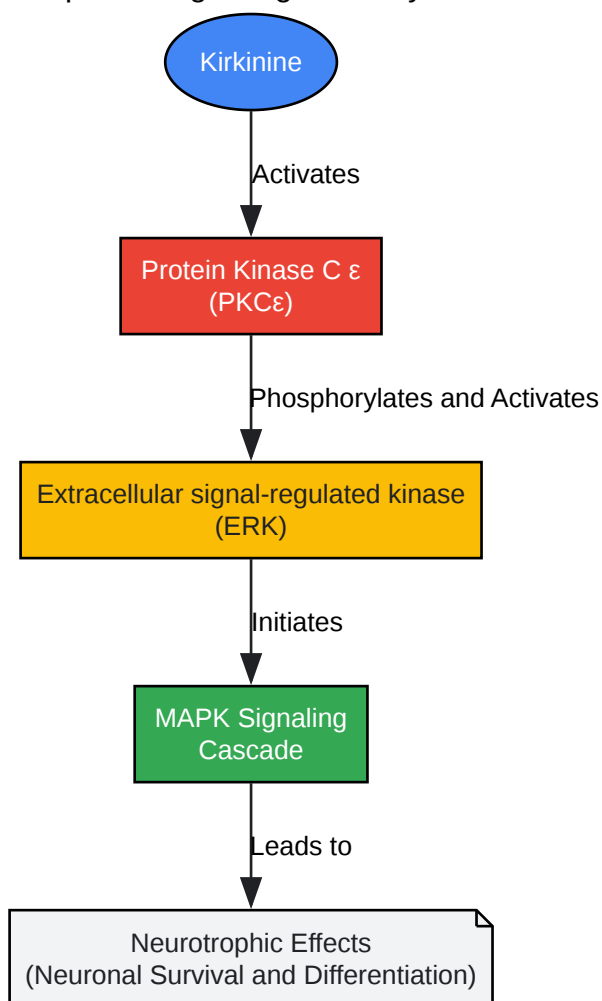 Kirkinine
Activates
Protein Kinase C ε
(PKCε)
Phosphorylates and Activates
Extracellular signal-regulated kinase
(ERK)
Initiates
MAPK Signaling
Cascade
Leads to
Neurotrophic Effects
(Neuronal Survival and Differentiation)